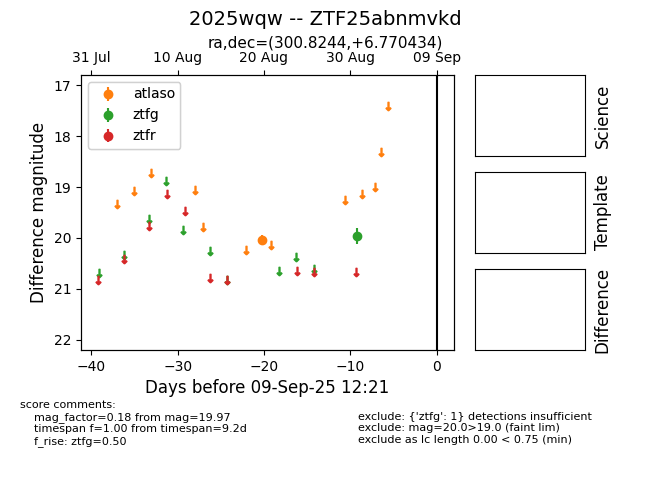 2025wqw -- ZTF25abnmvkd
ra,dec=(300.8244,+6.770434)
31 Jul 10 Aug 20 Aug 30 Aug 09 Sep
17
18
19
20
21
22
Difference magnitude
atlaso
ztfg
ztfr
−40 −30 −20 −10 0
Days before 09-Sep-25 12:21
Science
Template
Difference
score comments:
mag_factor=0.18 from mag=19.97
timespan f=1.00 from timespan=9.2d
f_rise: ztfg=0.50
exclude: {'ztfg': 1} detections insufficient
exclude: mag=20.0>19.0 (faint lim)
exclude as lc length 0.00 < 0.75 (min)